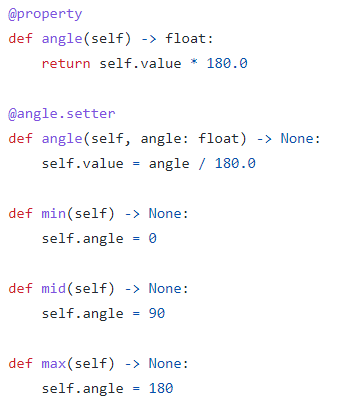 @property
def angle(self) -> float:
    return self.value * 180.0

@angle.setter
def angle(self, angle: float) -> None:
    self.value = angle / 180.0

def min(self) -> None:
    self.angle = 0

def mid(self) -> None:
    self.angle = 90

def max(self) -> None:
    self.angle = 180